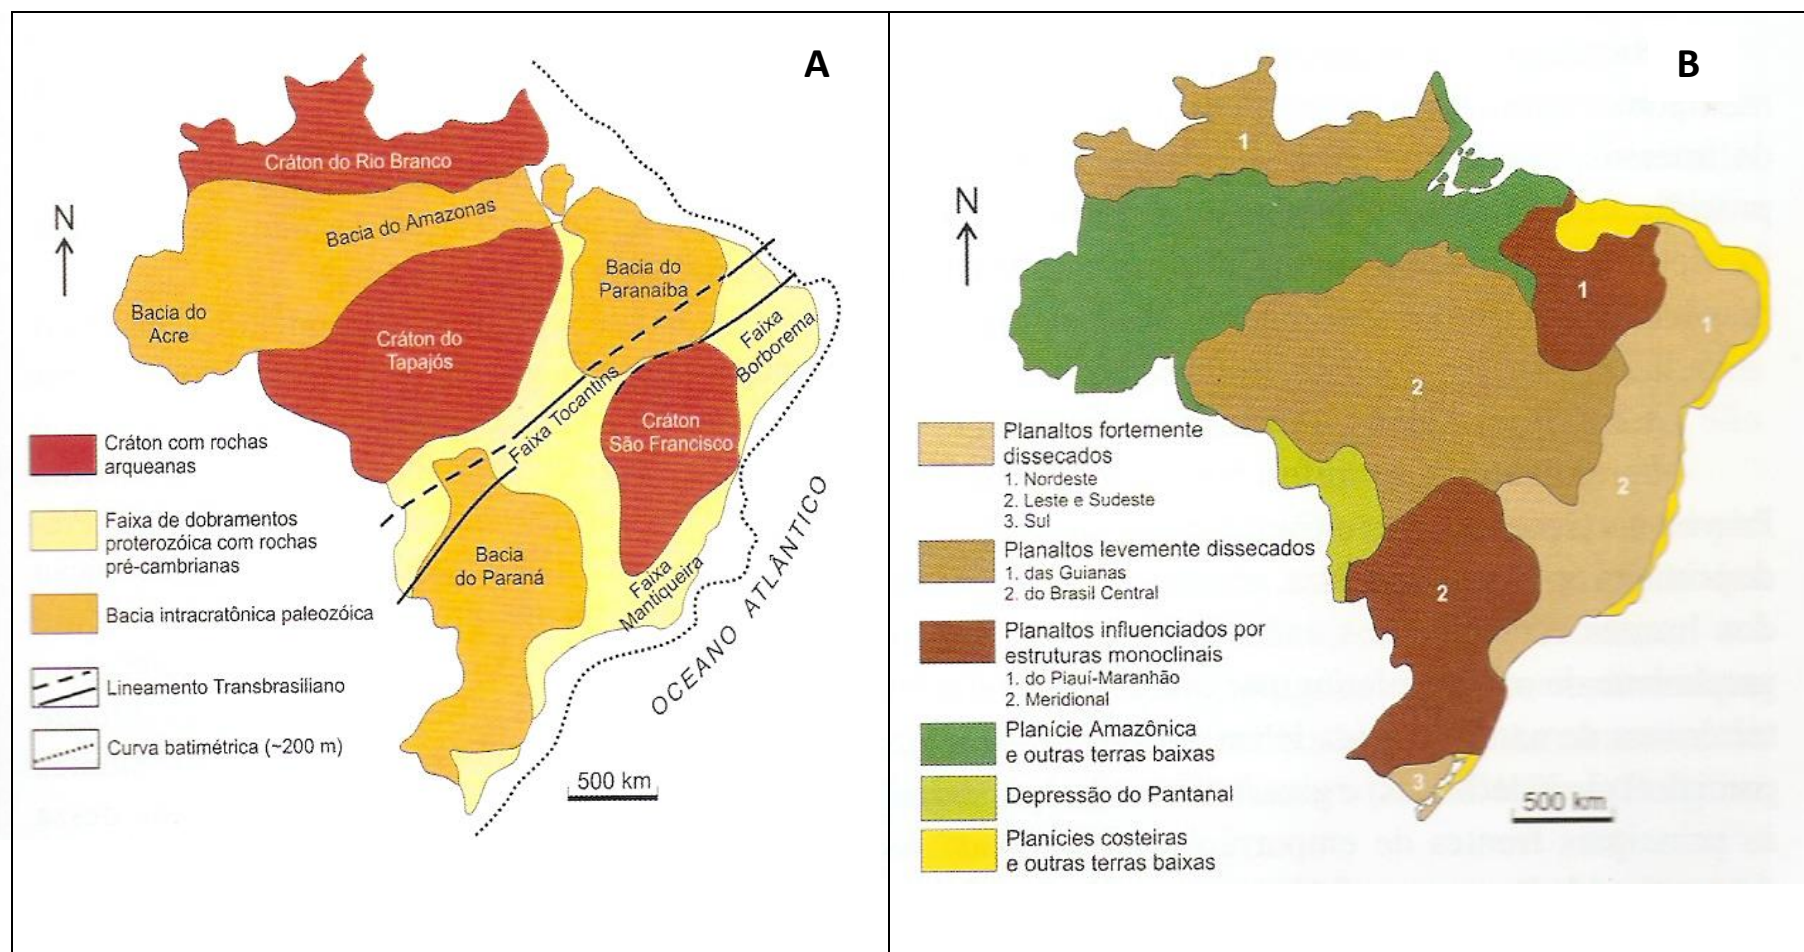 A
Cráton do Rio Branco
N
Bacia do Amazonas
Bacia do
Paranaíba
Bacia do
Acre
Cráton do
Tapajós
Faixa
Borborema
Faixa Tocantins
Cráton
São Francisco
Bacia
do Paraná
Faixa
Mantiqueira
OCEANO ATLÂNTICO
Cráton com rochas
arqueanas
Faixa de dobramentos
proterozóica com rochas
pré-cambrianas
Bacia intracratônica paleozóica
Lineamento Transbrasiliano
Curva batimétrica (~200 m)
500 km
B
1
N
1
1
2
2
2
3
Planaltos fortemente
dissecados
1. Nordeste
2. Leste e Sudeste
3. Sul
Planaltos levemente dissecados
1. das Guianas
2. do Brasil Central
Planaltos influenciados por
estruturas monoclinais
1. do Piauí-Maranhão
2. Meridional
Planície Amazônica
e outras terras baixas
Depressão do Pantanal
Planícies costeiras
e outras terras baixas
500 km